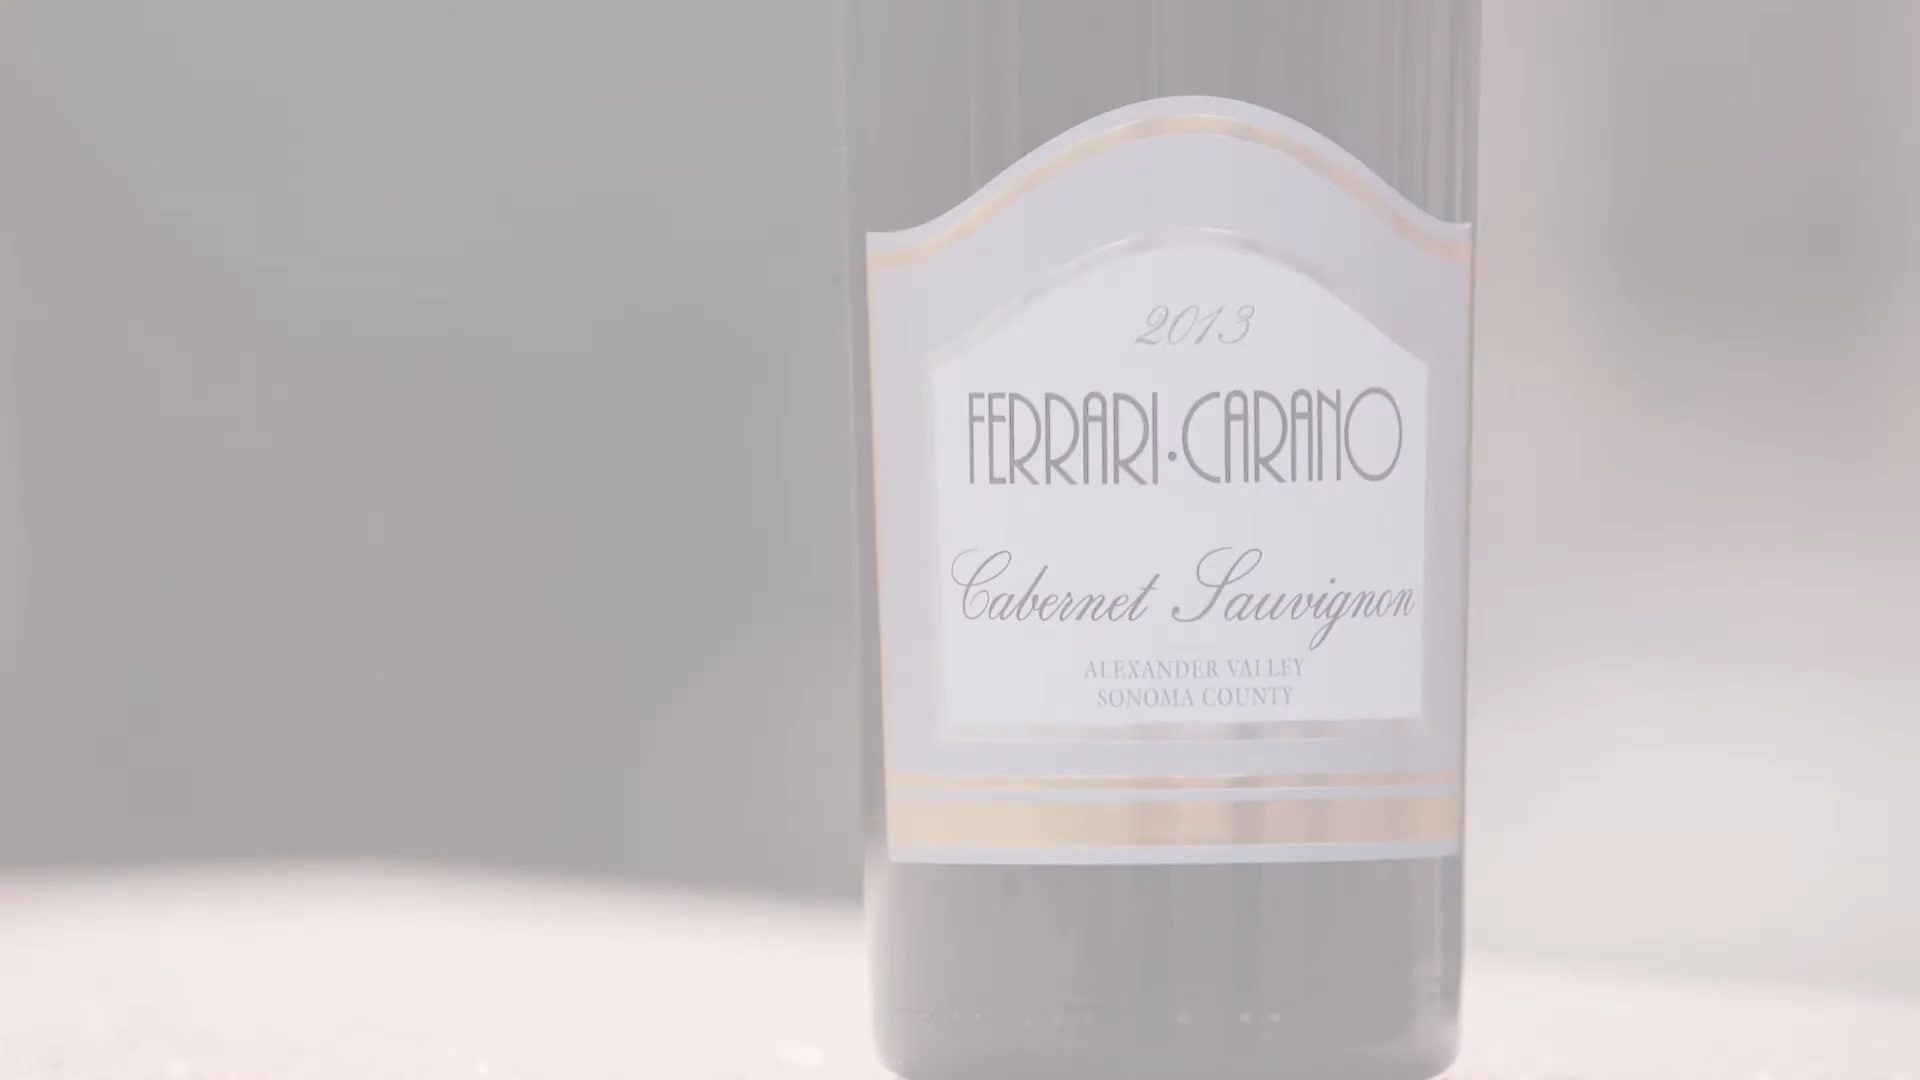 2013
FERRARI·CARANO
Cabernet Sauvignon
ALEXANDER VALLEY
SONOMA COUNTY